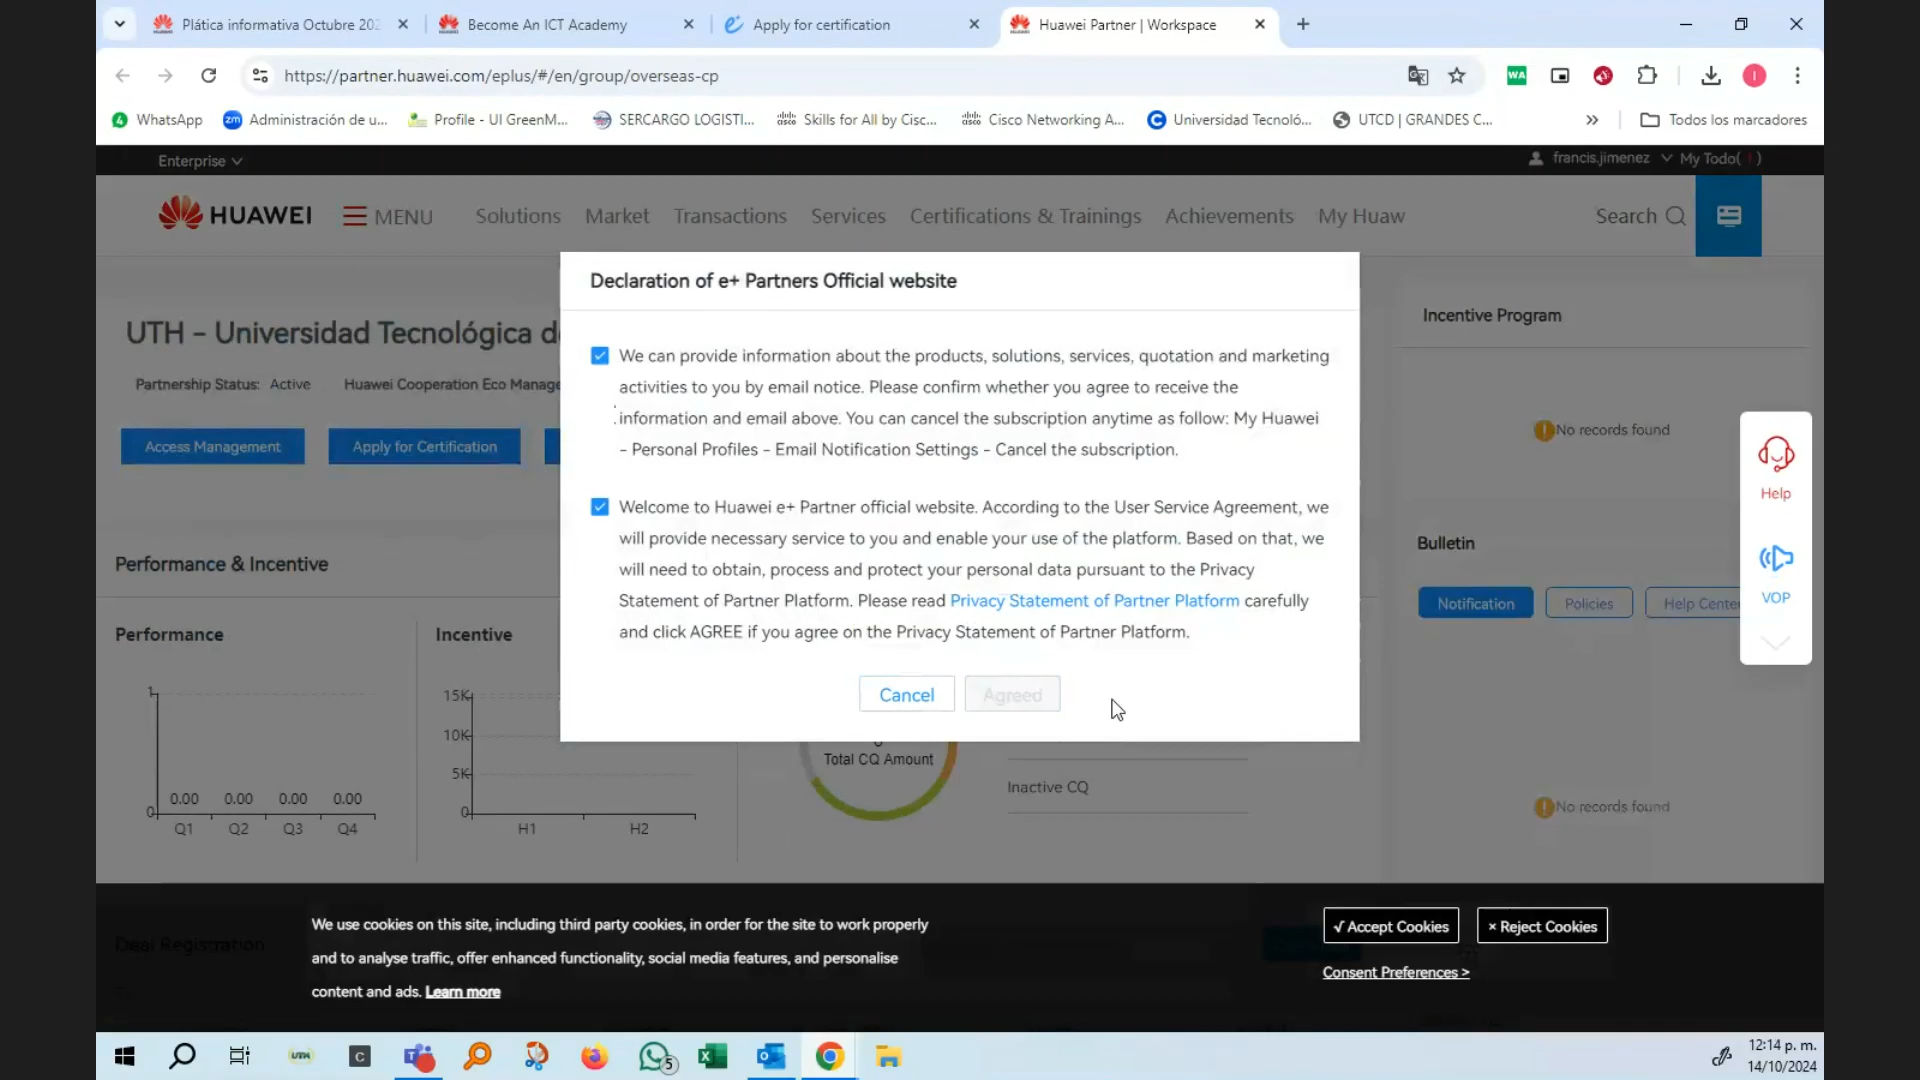 Plática informativa Octubre 202
Become An ICT Academy
Apply for certification
Huawei Partner | Workspace
https://partner.huawei.com/eplus/#/en/group/overseas-cp
WhatsApp
Administración de u...
Profile - UI GreenM...
SERCARGO LOGISTI...
Skills for All by Cisc...
Cisco Networking A...
Universidad Tecnoló...
UTCD | GRANDES C...
Todos los marcadores
Enterprise
francis.jimenez
My Todo( )
HUAWEI
MENU
Solutions
Market
Transactions
Services
Certifications & Trainings
Achievements
My Huaw
Search
Declaration of e+ Partners Official website
UTH – Universidad Tecnológica de
Partnership Status: Active
Huawei Cooperation Eco Manage
Access Management
Apply for Certification
We can provide information about the products, solutions, services, quotation and marketing
activities to you by email notice. Please confirm whether you agree to receive the
information and email above. You can cancel the subscription anytime as follow: My Huawei
- Personal Profiles - Email Notification Settings - Cancel the subscription.
Welcome to Huawei e+ Partner official website. According to the User Service Agreement, we
will provide necessary service to you and enable your use of the platform. Based on that, we
will need to obtain, process and protect your personal data pursuant to the Privacy
Statement of Partner Platform. Please read Privacy Statement of Partner Platform carefully
and click AGREE if you agree on the Privacy Statement of Partner Platform.
Cancel
Agreed
Incentive Program
No records found
Help
VOP
Bulletin
Notification
Policies
Help Cente
No records found
Performance & Incentive
Performance
Incentive
1
0
0.00 0.00 0.00 0.00
Q1 Q2 Q3 Q4
15K
10K
5K
0
H1 H2
Total CQ Amount
Inactive CQ
Deal Registration
We use cookies on this site, including third party cookies, in order for the site to work properly
and to analyse traffic, offer enhanced functionality, social media features, and personalise
content and ads. Learn more
√ Accept Cookies
× Reject Cookies
Consent Preferences >
12:14 p. m.
14/10/2024